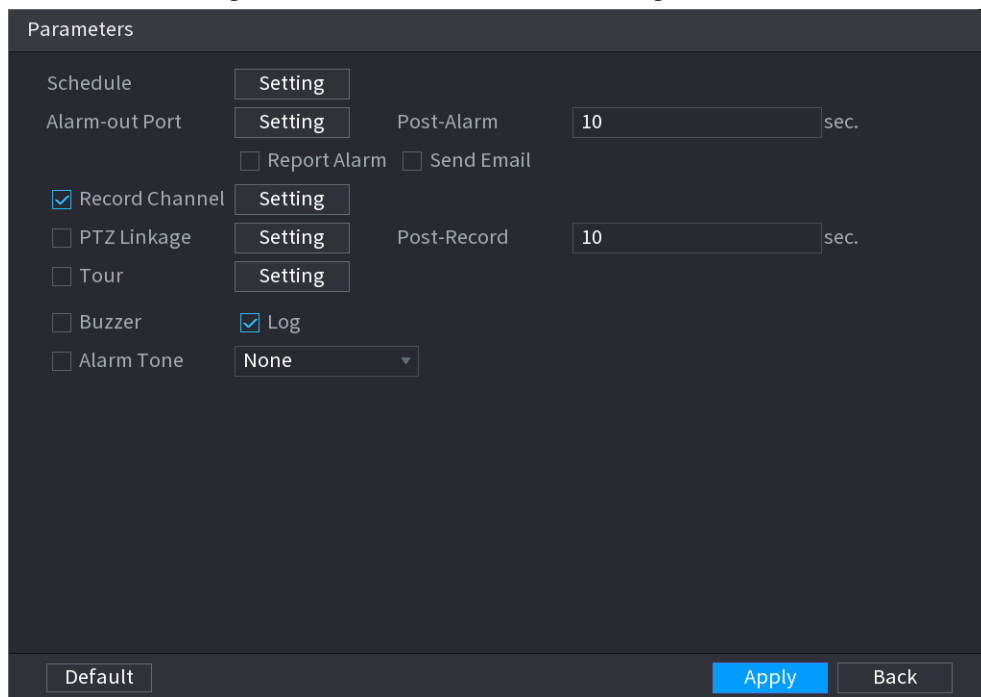 Parameters
Schedule Setting
Alarm-out Port Setting Post-Alarm 10 sec.
Report Alarm Send Email
Record Channel Setting
PTZ Linkage Setting Post-Record 10 sec.
Tour Setting
Buzzer Log
Alarm Tone None
Default Apply Back